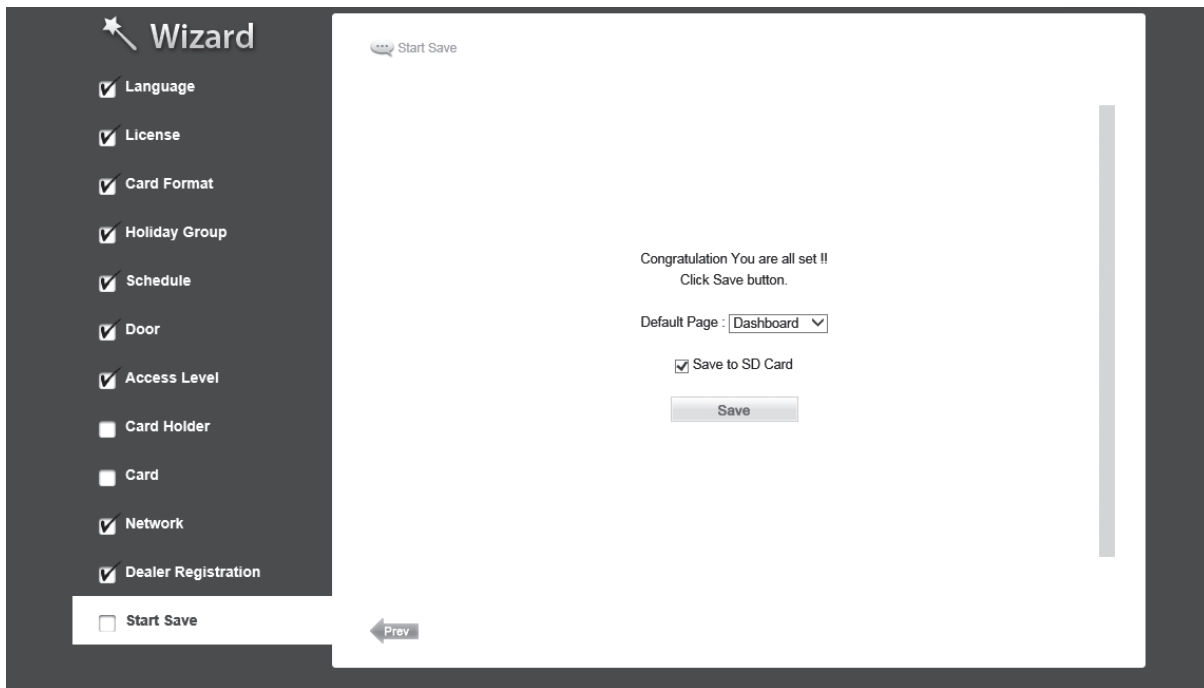 Wizard
Language
License
Card Format
Holiday Group
Schedule
Door
Access Level
Card Holder
Card
Network
Dealer Registration
Start Save
Start Save
Congratulation You are all set !!
Click Save button.
Default Page : Dashboard
Save to SD Card
Save
Prev